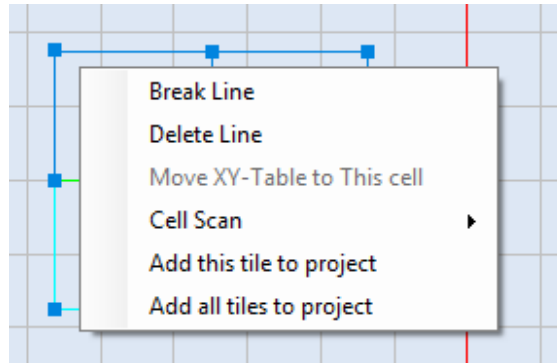 Break Line
Delete Line
Move XY-Table to This cell
Cell Scan
Add this tile to project
Add all tiles to project